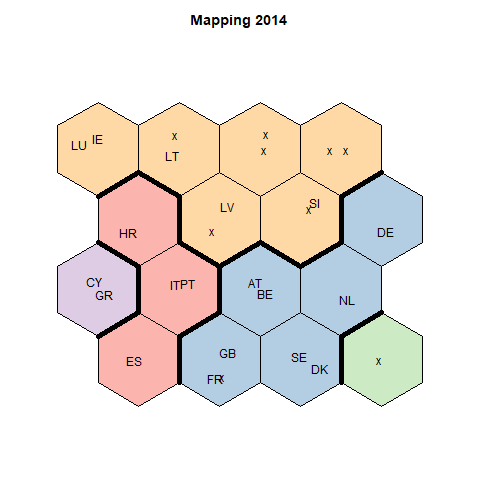 Mapping 2014
LU IE
LT
x
x
x
x x
HR
LV
x
SI
x
DE
CY
GR
ITPT
AT
BE
NL
ES
GB
FR x
SE
DK
x